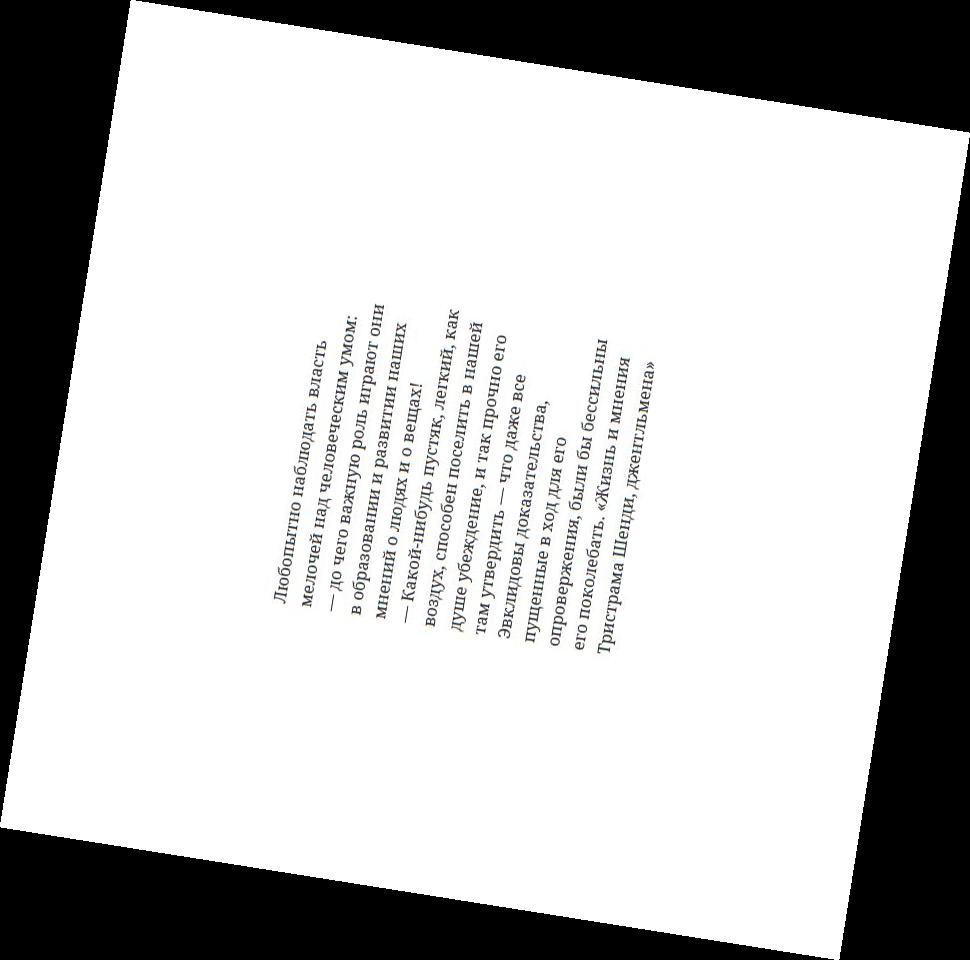 Любопытно наблюдать власть
мелочей над человеческим умом:
— до чего важную роль играют они
в образовании и развитии наших
мнений о людях и о вещах!
— Какой-нибудь пустяк, легкий, как
воздух, способен поселить в нашей
душе убеждение, и так прочно его
там утвердить — что даже все
Эвклидовы доказательства,
пущенные в ход для его
опровержения, были бы бессильны
его поколебать. «Жизнь и мнения
Тристрама Шенди, джентльмена»